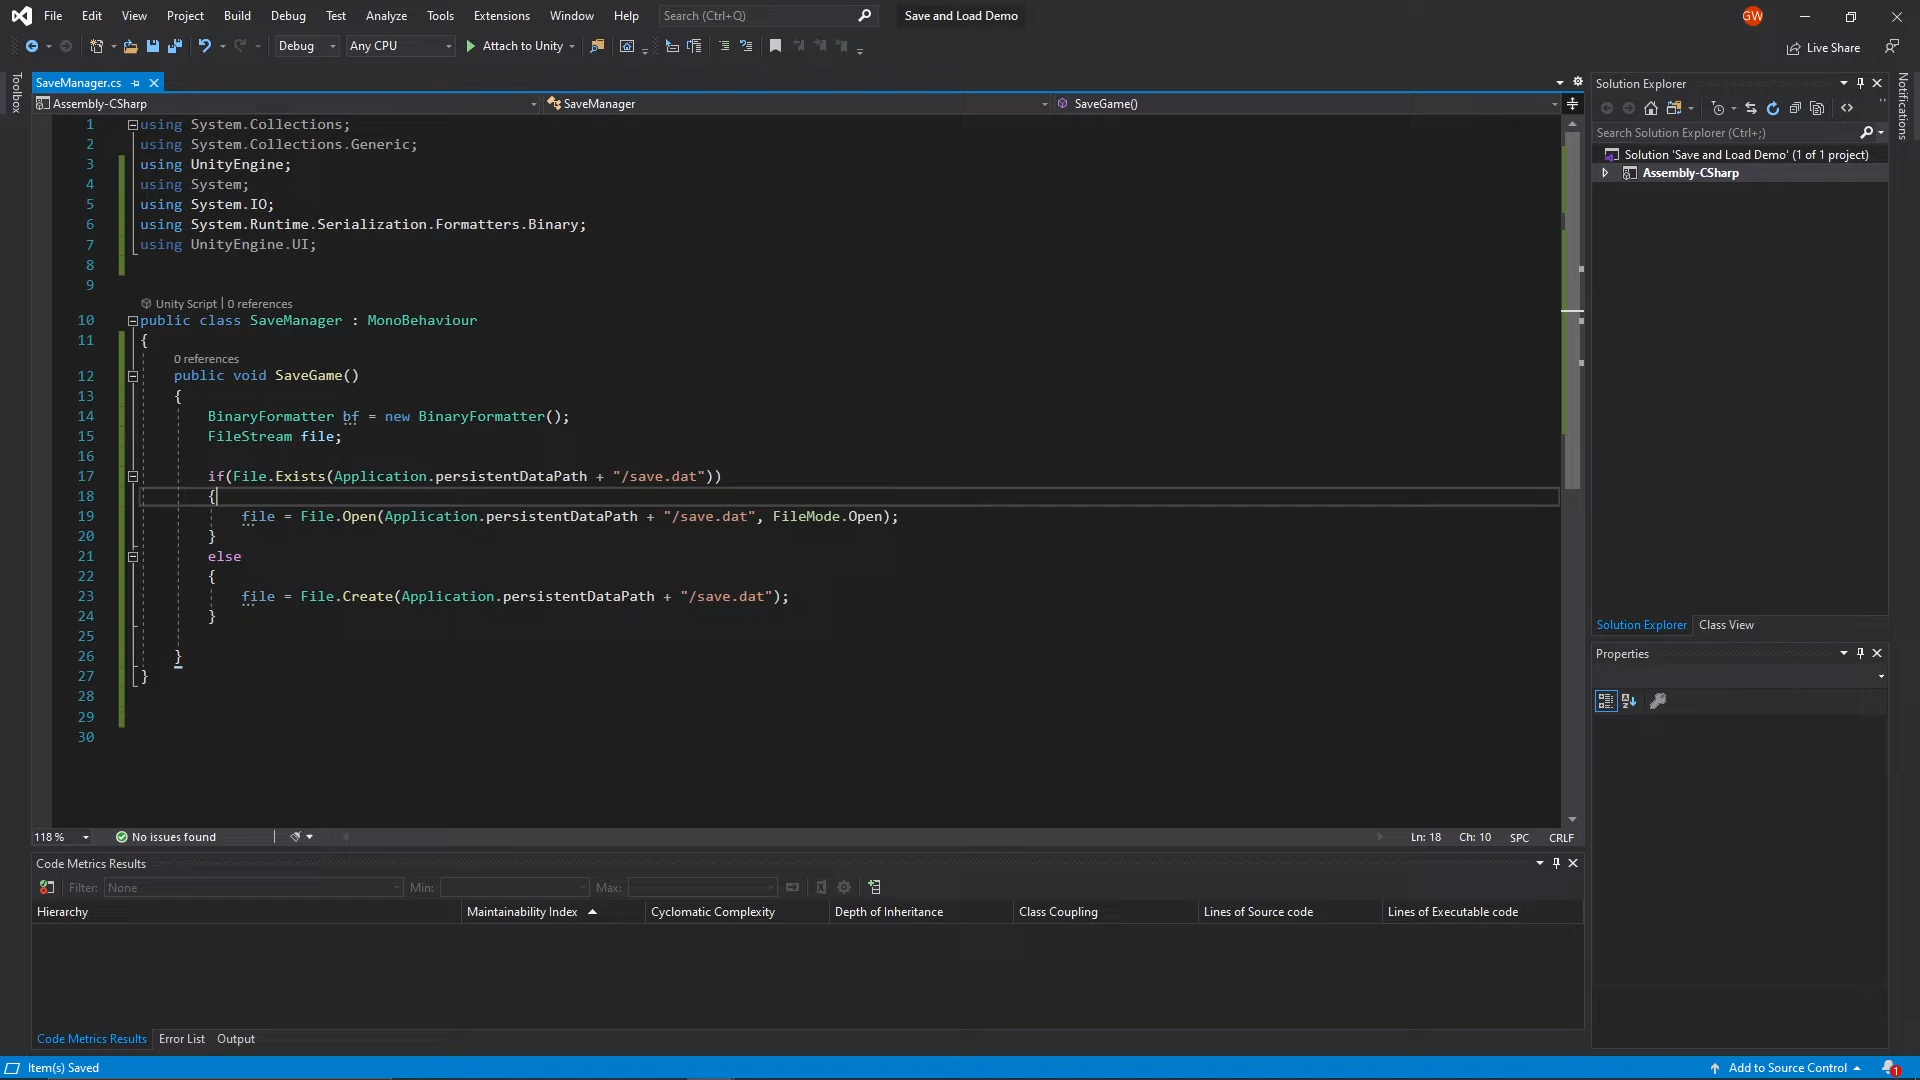 File Edit View Project Build Debug Test Analyze Tools Extensions Window Help Search (Ctrl+Q) Save and Load Demo GW
Debug Any CPU Attach to Unity Live Share
Toolbox
SaveManager.cs
Assembly-CSharp SaveManager SaveGame()
1 using System.Collections;
2 using System.Collections.Generic;
3 using UnityEngine;
4 using System;
5 using System.IO;
6 using System.Runtime.Serialization.Formatters.Binary;
7 using UnityEngine.UI;
8
9
Unity Script | 0 references
10 public class SaveManager : MonoBehaviour
11 {
0 references
12 public void SaveGame()
13 {
14 BinaryFormatter bf = new BinaryFormatter();
15 FileStream file;
16
17 if(File.Exists(Application.persistentDataPath + "/save.dat"))
18 {
19 file = File.Open(Application.persistentDataPath + "/save.dat", FileMode.Open);
20 }
21 else
22 {
23 file = File.Create(Application.persistentDataPath + "/save.dat");
24 }
25
26 }
27 }
28
29
30
118 % No issues found Ln: 18 Ch: 10 SPC CRLF
Code Metrics Results
Filter: None Min: Max:
Hierarchy Maintainability Index Cyclomatic Complexity Depth of Inheritance Class Coupling Lines of Source code Lines of Executable code
Code Metrics Results Error List Output
Solution Explorer
Search Solution Explorer (Ctrl+;)
Solution 'Save and Load Demo' (1 of 1 project)
Assembly-CSharp
Solution Explorer Class View
Properties
Notifications
Item(s) Saved Add to Source Control 1